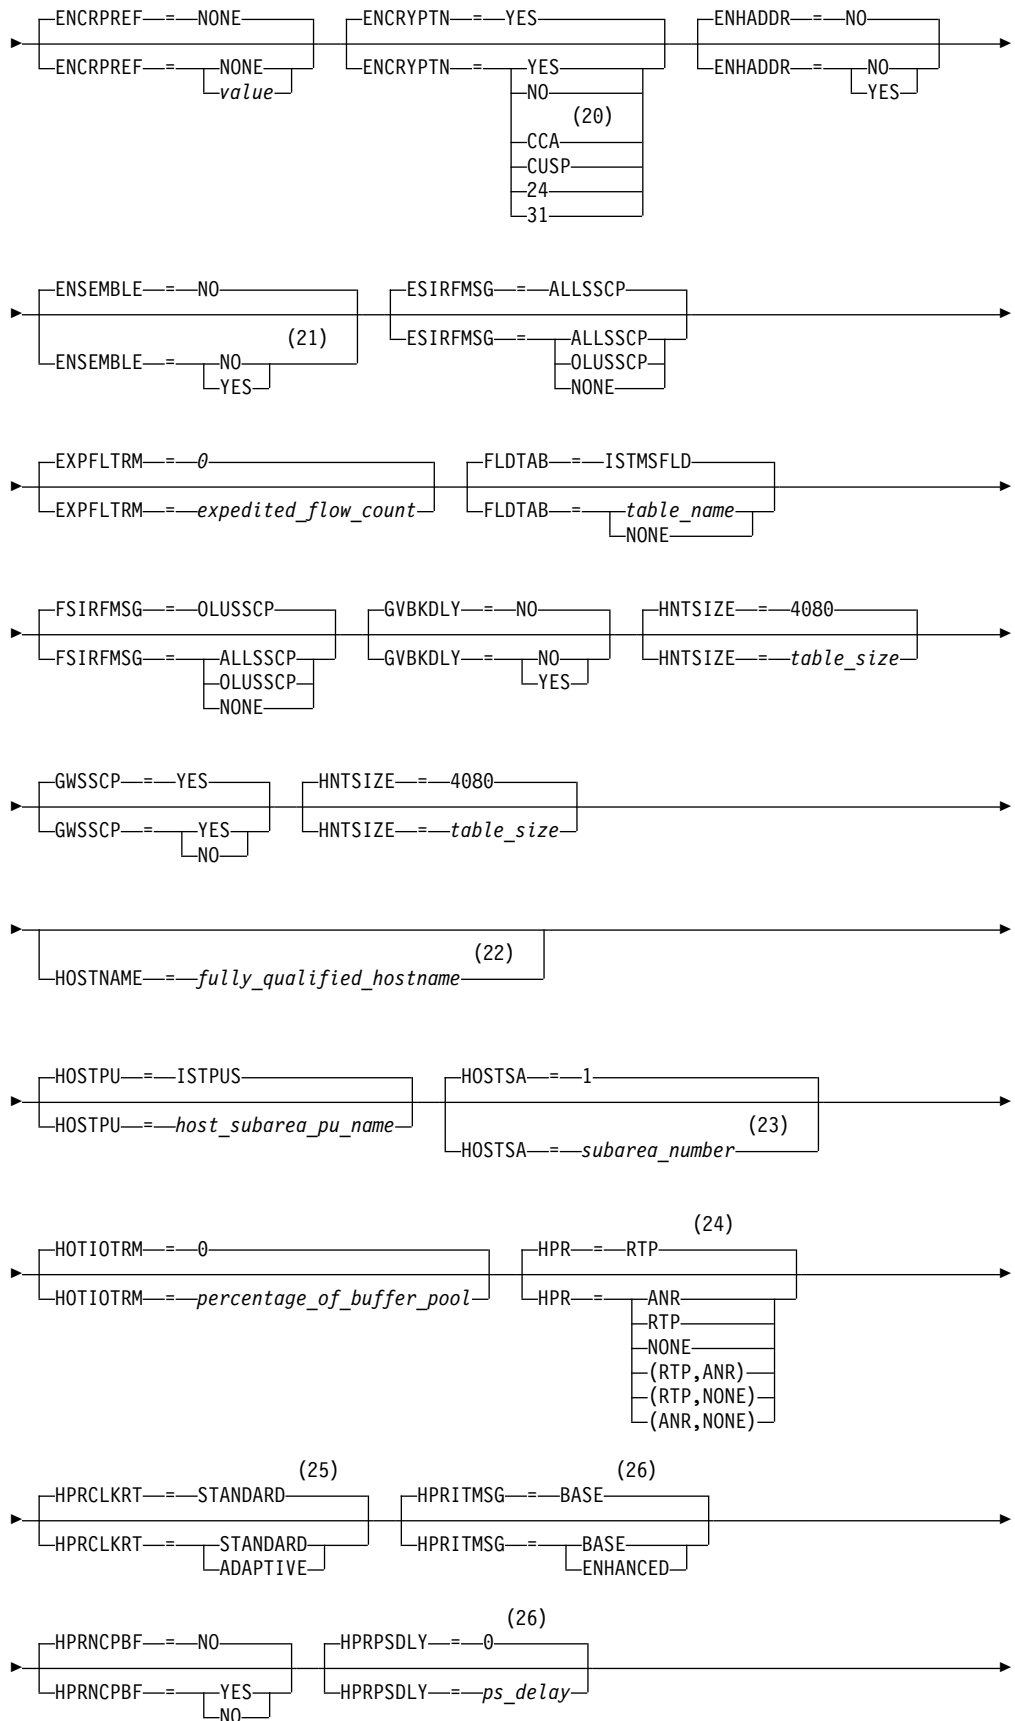 ENCRPREF = NONE ENCRYPTN = YES ENHADDR = NO
ENCRPREF = NONE ENCRYPTN = YES ENHADDR = NO
value NO YES
(20)
CCA
CUSP
24
31
ENSEMBLE = NO ESIRFMSG = ALLSSCP
(21)
ENSEMBLE = NO ESIRFMSG = ALLSSCP
YES OLUSSCP
NONE
EXPFLTRM = 0 FLDTAB = ISTMSFLD
EXPFLTRM = expedited_flow_count FLDTAB = table_name
NONE
FSIRFMSG = OLUSSCP GVBKDLY = NO HNTSIZE = 4080
FSIRFMSG = ALLSSCP GVBKDLY = NO HNTSIZE = table_size
OLUSSCP YES
NONE
GWSSCP = YES HNTSIZE = 4080
GWSSCP = YES HNTSIZE = table_size
NO
(22)
HOSTNAME = fully_qualified_hostname
HOSTPU = ISTPUS HOSTSA = 1
HOSTPU = host_subarea_pu_name (23)
HOSTSA = subarea_number
(24)
HOTIOTRM = 0 HPR = RTP
HOTIOTRM = percentage_of_buffer_pool HPR = ANR
RTP
NONE
(RTP,ANR)
(RTP,NONE)
(ANR,NONE)
(25) (26)
HPRCLKRT = STANDARD HPRITMSG = BASE
HPRCLKRT = STANDARD HPRITMSG = BASE
ADAPTIVE ENHANCED
(26)
HPRNCPBF = NO HPRPSDLY = 0
HPRNCPBF = YES HPRPSDLY = ps_delay
NO